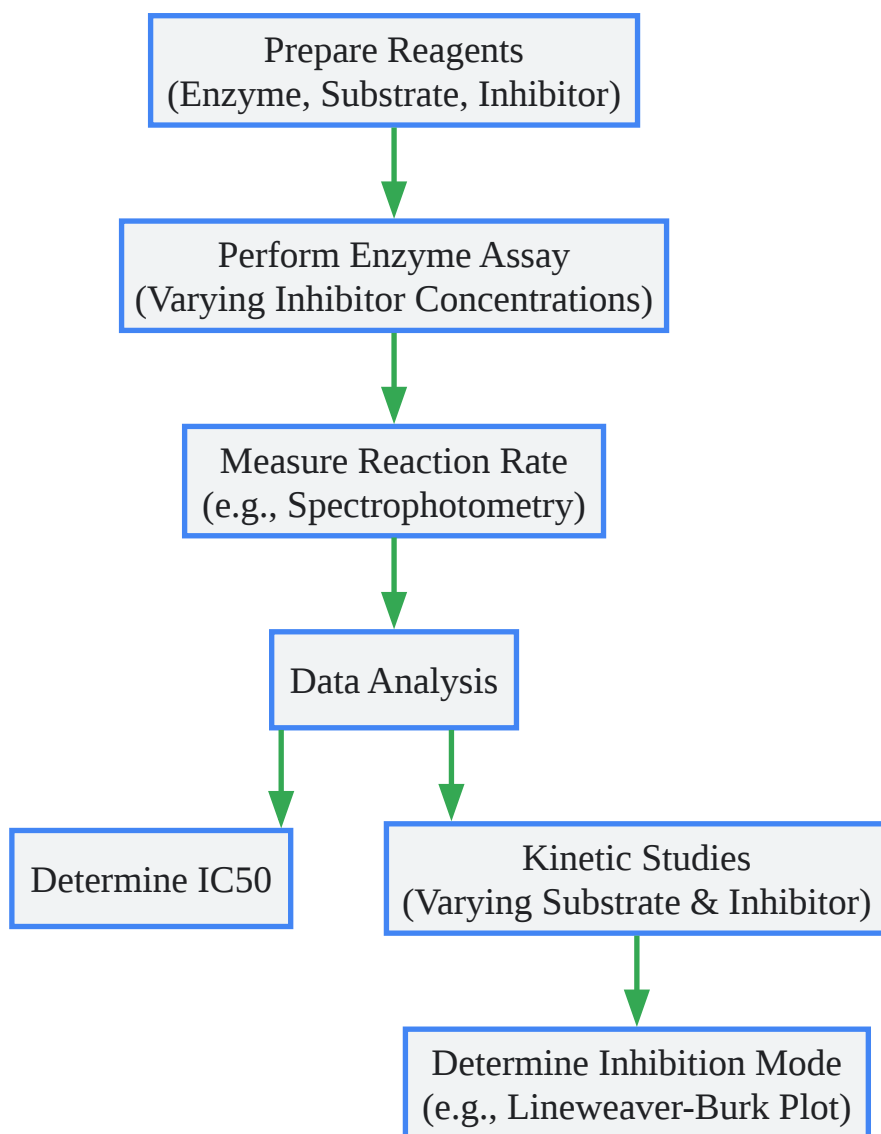 Prepare Reagents
(Enzyme, Substrate, Inhibitor)
Perform Enzyme Assay
(Varying Inhibitor Concentrations)
Measure Reaction Rate
(e.g., Spectrophotometry)
Data Analysis
Determine IC50
Kinetic Studies
(Varying Substrate & Inhibitor)
Determine Inhibition Mode
(e.g., Lineweaver-Burk Plot)